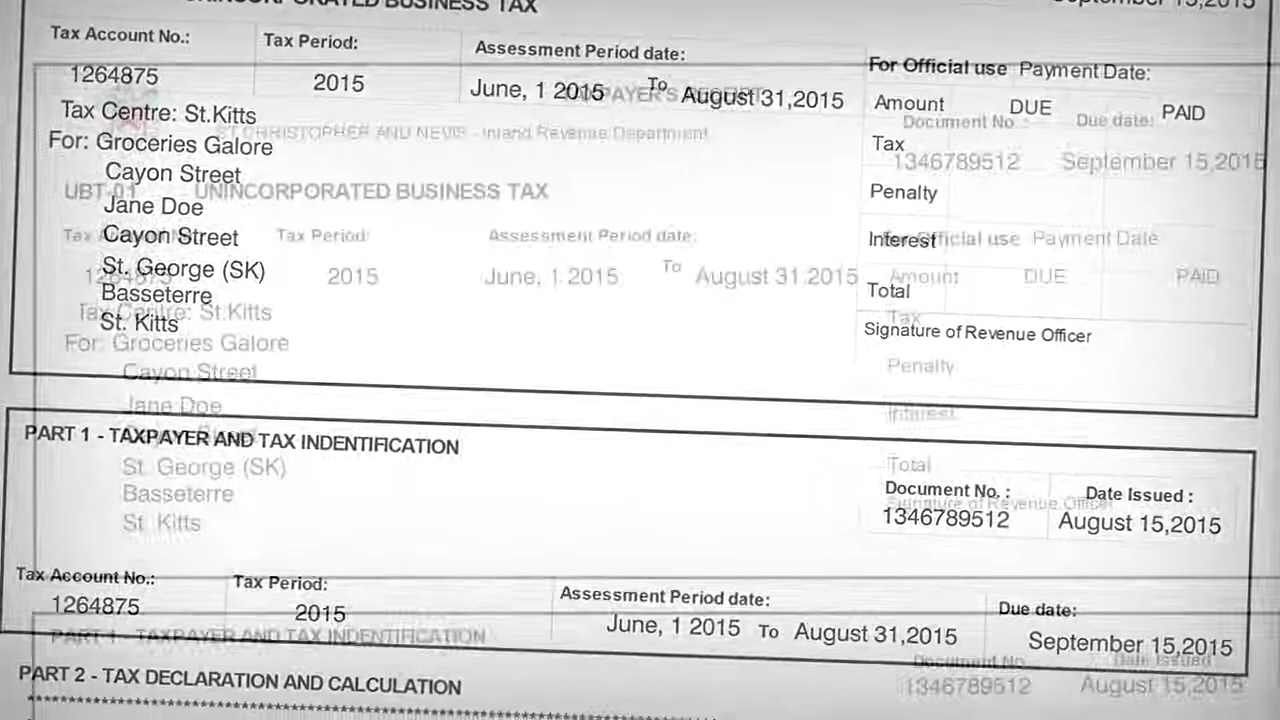 UNINCORPORATED BUSINESS TAX
September 15,2015
Tax Account No.: Tax Period: Assessment Period date:
1264875 2015 June, 1 2015 To August 31,2015
For Official use Payment Date:
Amount DUE PAID
Tax
Penalty
Interest
Total
Signature of Revenue Officer
Tax Centre: St.Kitts
For: Groceries Galore
Cayon Street
Jane Doe
Cayon Street
St. George (SK)
Basseterre
St. Kitts
TAXPAYER'S
ST CHRISTOPHER AND NEVIS - Inland Revenue Department
Document No.: Due date:
1346789512 September 15,2015
UBT-01 UNINCORPORATED BUSINESS TAX
Tax Period: Assessment Period date:
1264875 2015 June, 1 2015 To August 31 2015
Official use Payment Date
Amount DUE PAID
Tax
Penalty
Interest
Total
Signature of Revenue Officer
Tax Centre: St.Kitts
For: Groceries Galore
Cayon Street
Jane Doe
St. George (SK)
Basseterre
St. Kitts
PART 1 - TAXPAYER AND TAX INDENTIFICATION
Document No. : Date Issued :
1346789512 August 15,2015
Tax Account No.: Tax Period: Assessment Period date: Due date:
1264875 2015 June, 1 2015 To August 31,2015 September 15,2015
PART 1 - TAXPAYER AND TAX INDENTIFICATION
Document No. Date Issued
1346789512 August 15,2015
PART 2 - TAX DECLARATION AND CALCULATION